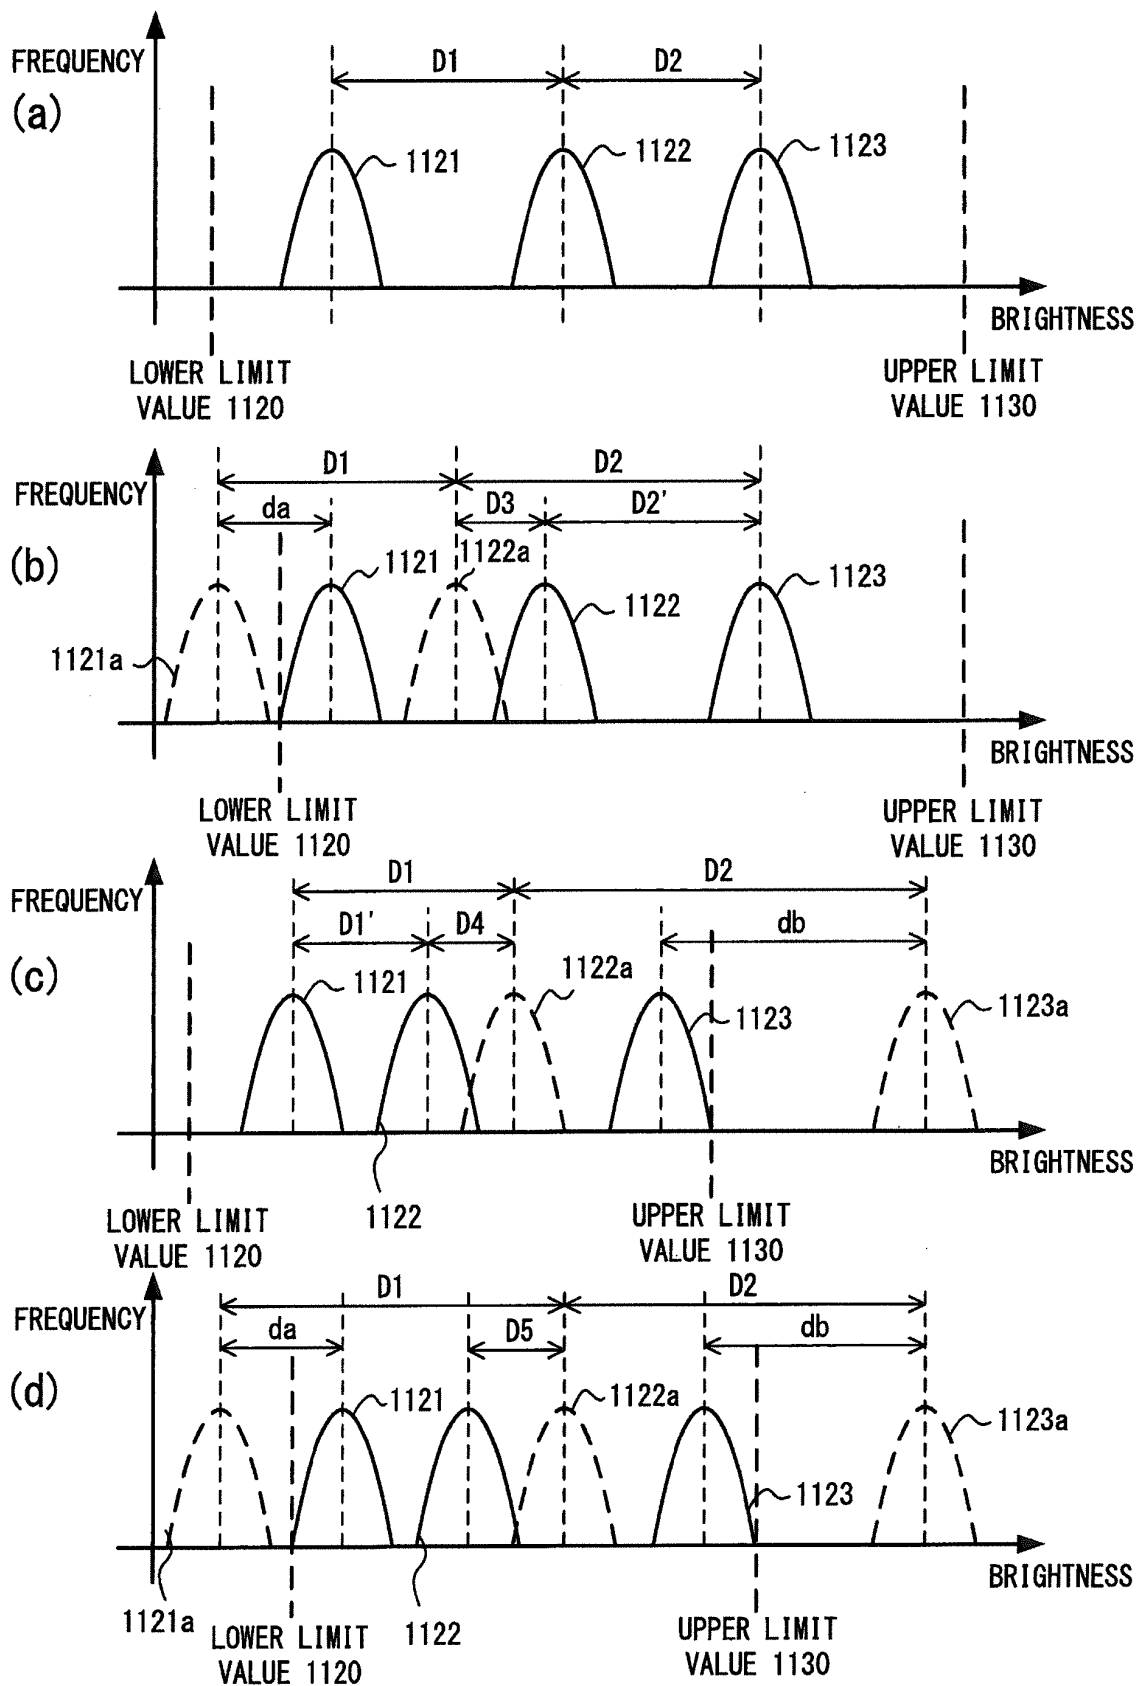 FREQUENCY
(a)
D1
D2
1121
1122
1123
BRIGHTNESS
LOWER LIMIT
VALUE 1120
UPPER LIMIT
VALUE 1130
FREQUENCY
(b)
D1
D2
da
D3
D2'
1121
1122a
1122
1123
1121a
BRIGHTNESS
LOWER LIMIT
VALUE 1120
UPPER LIMIT
VALUE 1130
FREQUENCY
(c)
D1
D2
D1'
D4
db
1121
1122a
1123
1123a
BRIGHTNESS
1122
LOWER LIMIT
VALUE 1120
UPPER LIMIT
VALUE 1130
FREQUENCY
(d)
D1
D2
da
D5
db
1121
1122a
1123a
1123
BRIGHTNESS
1121a
1122
LOWER LIMIT
VALUE 1120
UPPER LIMIT
VALUE 1130